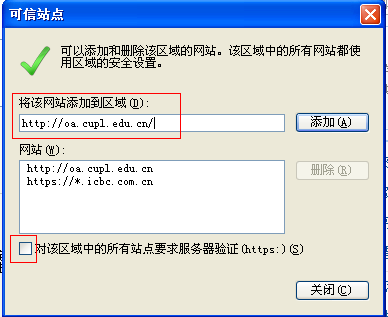 可信站点
可以添加和删除该区域的网站。该区域中的所有网站都使
用区域的安全设置。
将该网站添加到区域(D):
http://oa.cupl.edu.cn/
添加(A)
网站(W):
http://oa.cupl.edu.cn
https://*.icbc.com.cn
删除(R)
对该区域中的所有站点要求服务器验证(https:)(S)
关闭(C)